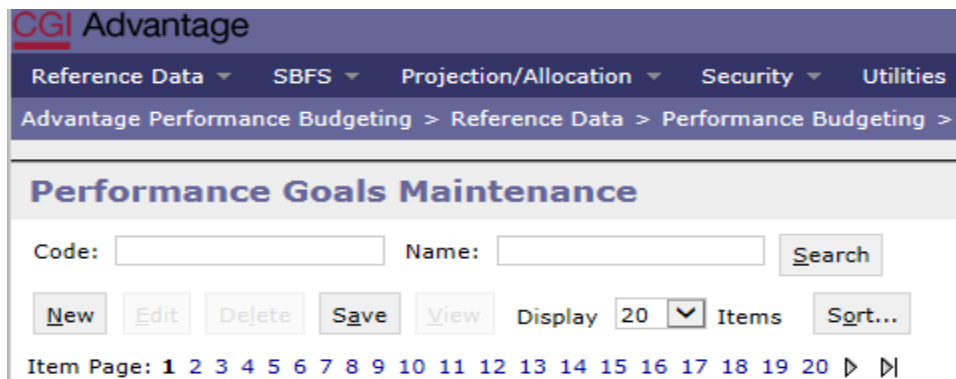 CGI Advantage
Reference Data SBFS Projection/Allocation Security Utilities
Advantage Performance Budgeting > Reference Data > Performance Budgeting >
Performance Goals Maintenance
Code: Name: Search
New Edit Delete Save View Display 20 Items Sort...
Item Page: 1 2 3 4 5 6 7 8 9 10 11 12 13 14 15 16 17 18 19 20